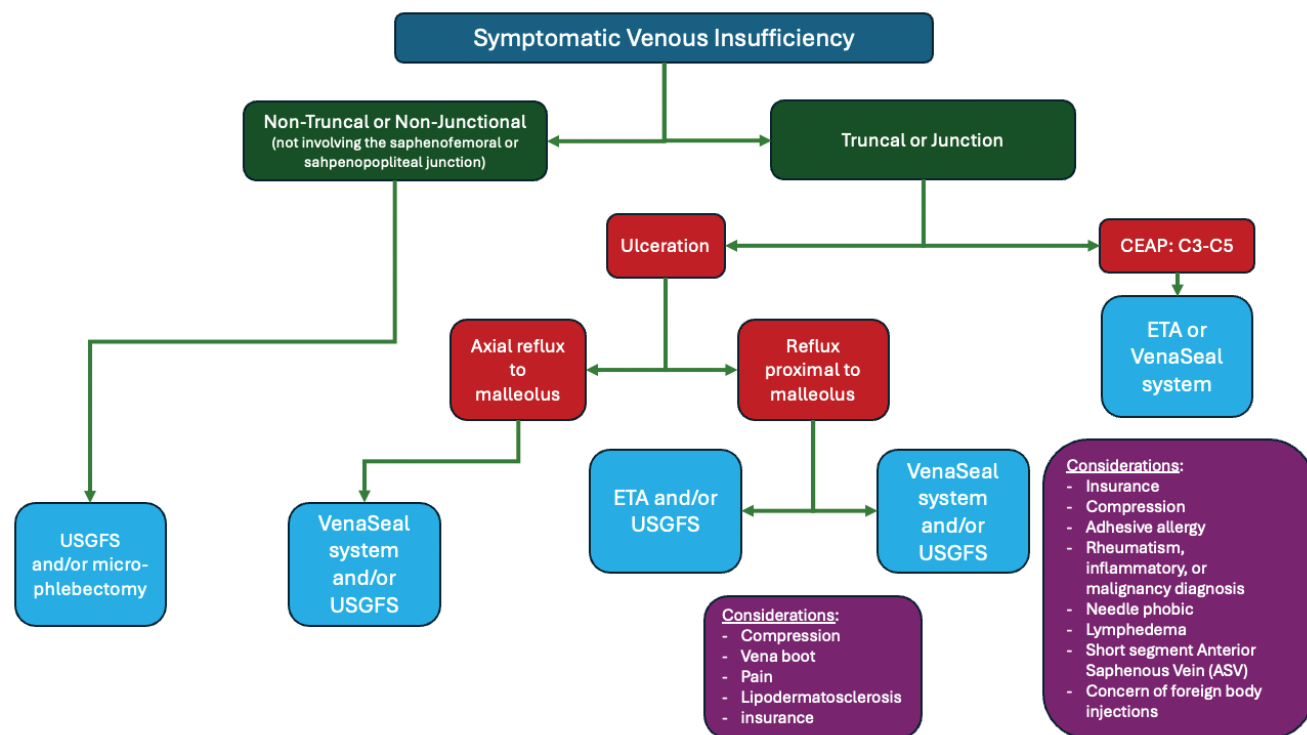 Symptomatic Venous Insufficiency
Non-Truncal or Non-Junctional
(not involving the saphenofemoral or
sahpenopopliteal junction)
Truncal or Junction
Ulceration
CEAP: C3-C5
Axial reflux
to
malleolus
Reflux
proximal to
malleolus
ETA or
VenaSeal
system
USGFS
and/or micro-
phlebectomy
VenaSeal
system
and/or
USGFS
ETA and/or
USGFS
VenaSeal
system
and/or
USGFS
Considerations:
- Compression
- Vena boot
- Pain
- Lipodermatosclerosis
- insurance
Considerations:
- Insurance
- Compression
- Adhesive allergy
- Rheumatism,
inflammatory, or
malignancy diagnosis
- Needle phobic
- Lymphedema
- Short segment Anterior
Saphenous Vein (ASV)
- Concern of foreign body
injections